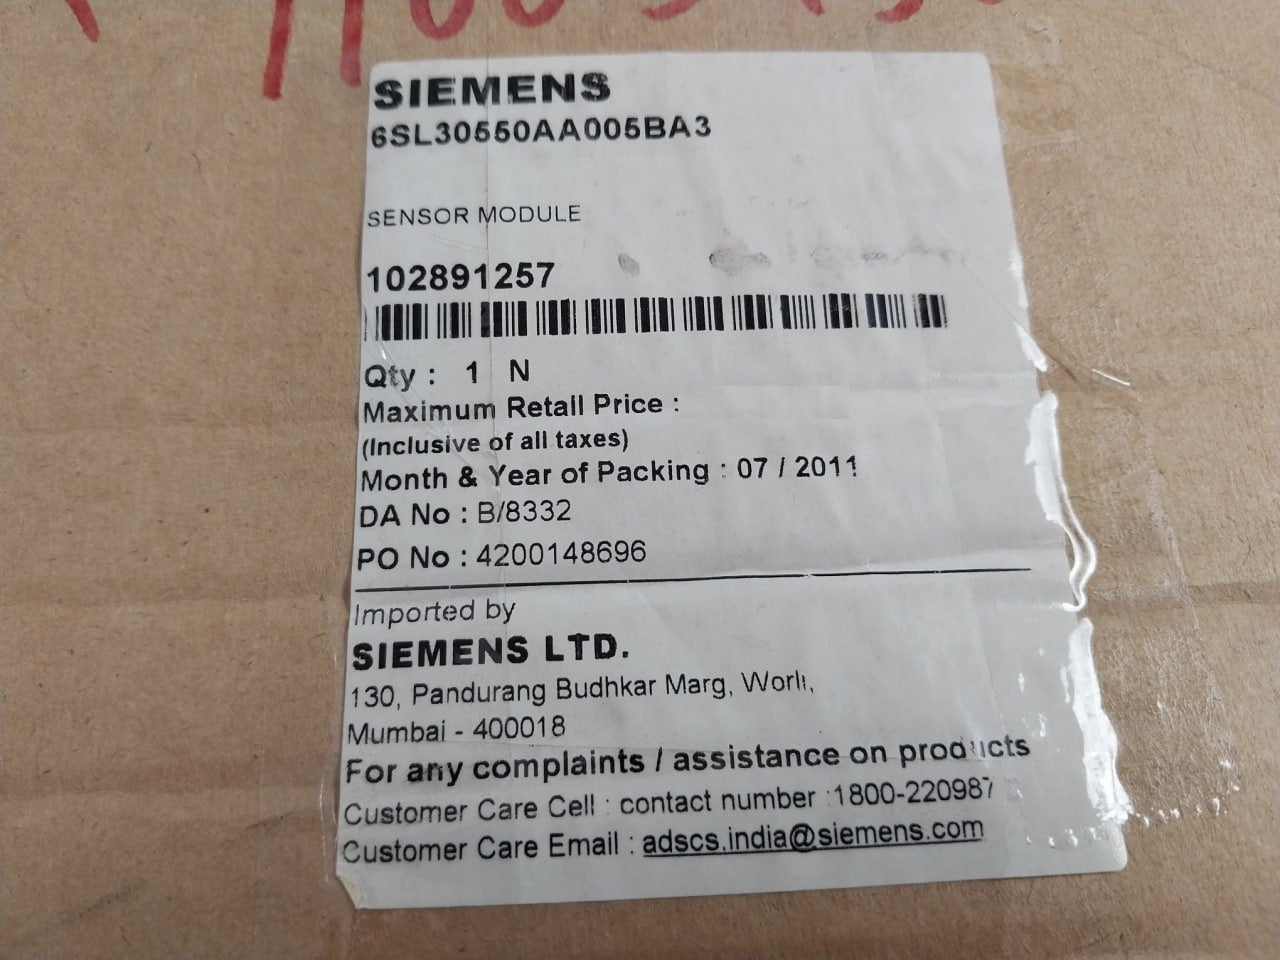 SIEMENS
6SL30550AA005BA3
SENSOR MODULE
102891257
Qty : 1 N
Maximum Retail Price :
(Inclusive of all taxes)
Month & Year of Packing : 07 / 2011
DA No : B/8332
PO No : 4200148696
Imported by
SIEMENS LTD.
130, Pandurang Budhkar Marg, Worli,
Mumbai - 400018
For any complaints / assistance on products
Customer Care Cell : contact number :1800-220987
Customer Care Email : adscs.india@siemens.com